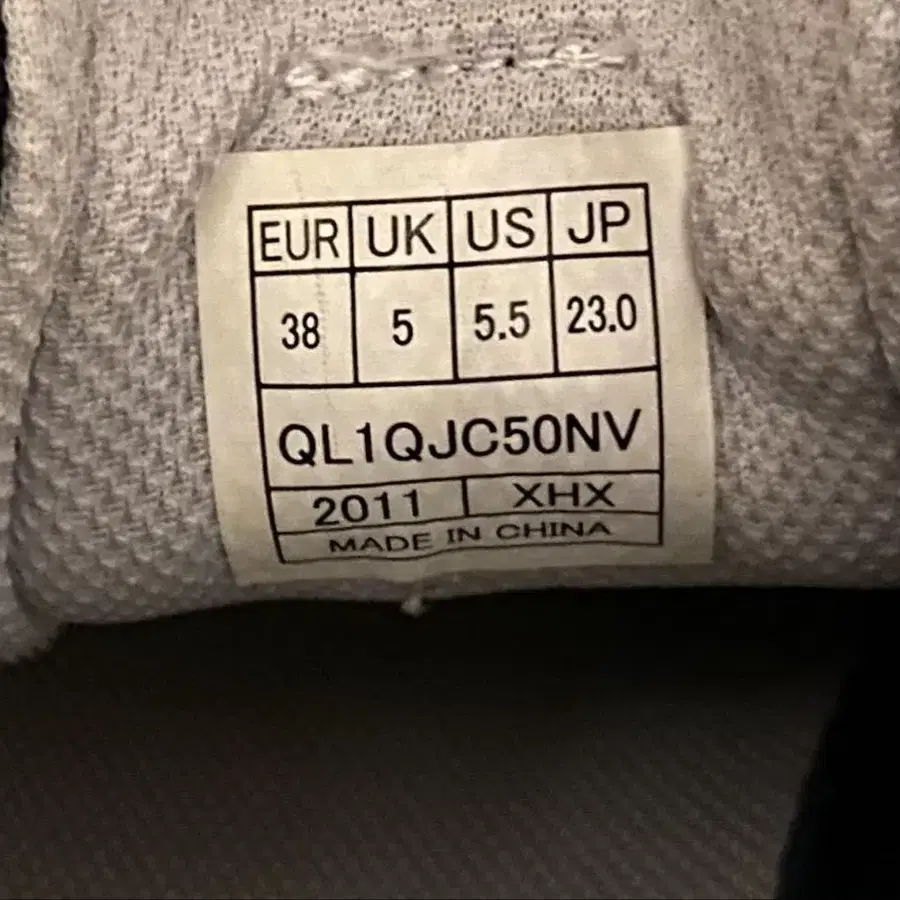 EUR UK US JP
38 5 5.5 23.0
QL1QJC50NV
2011 XHX
MADE IN CHINA